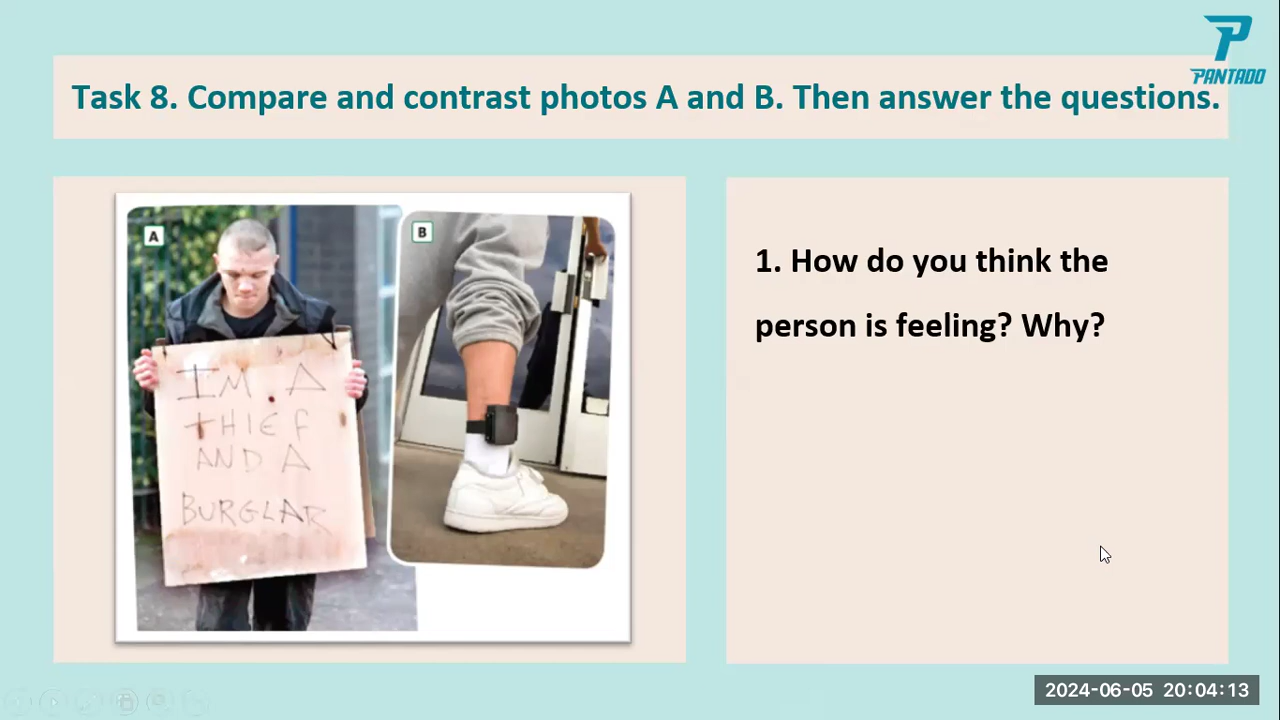 PANTADO
Task 8. Compare and contrast photos A and B. Then answer the questions.
A
B
IM. A
THIEF
AND A
BURGLAR
1. How do you think the
person is feeling? Why?
2024-06-05 20:04:13